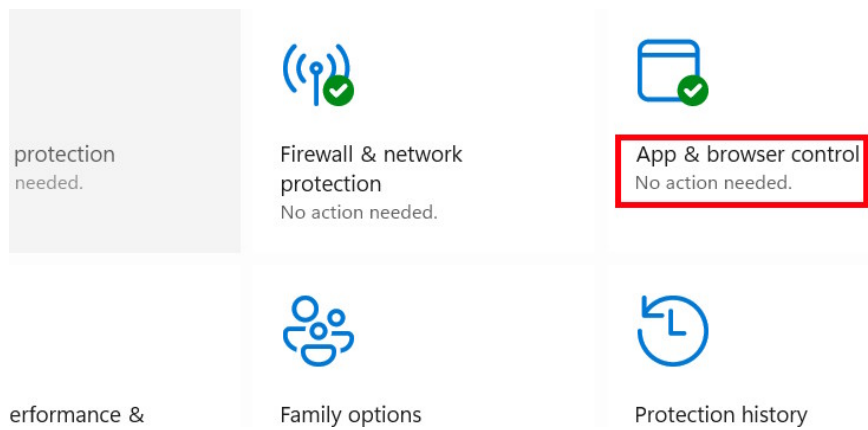 protection
needed.
Firewall & network
protection
No action needed.
App & browser control
No action needed.
erformance &
Family options
Protection history